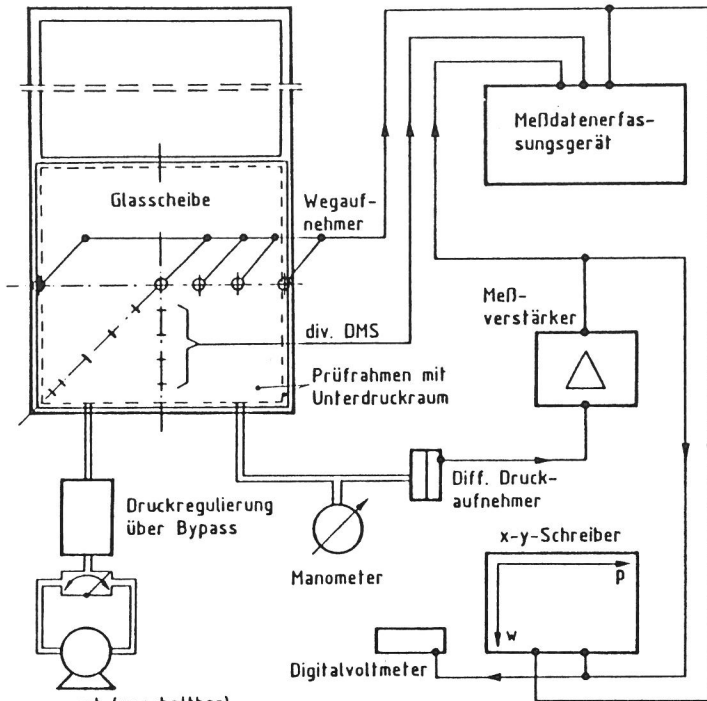 Meßdatenerfas-
sungsgerät
Glasscheibe
Wegauf-
nehmer
Meß-
verstärker
div. DMS
Prüfrahmen mit
Unterdruckraum
Diff. Druck-
aufnehmer
Druckregulierung
über Bypass
Manometer
x-y-Schreiber
p
w
Digitalvoltmeter